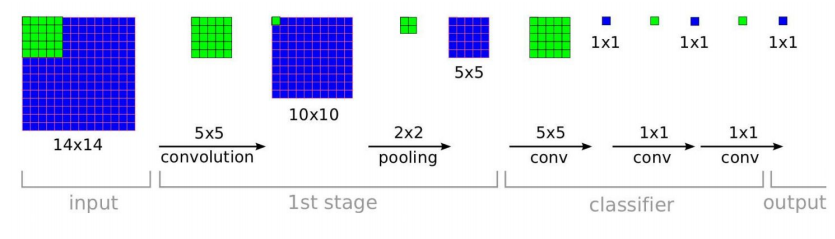 1x1 1x1 1x1
5x5
10x10
14x14
5x5 2x2 5x5 1x1 1x1
convolution pooling conv conv conv
input 1st stage classifier output